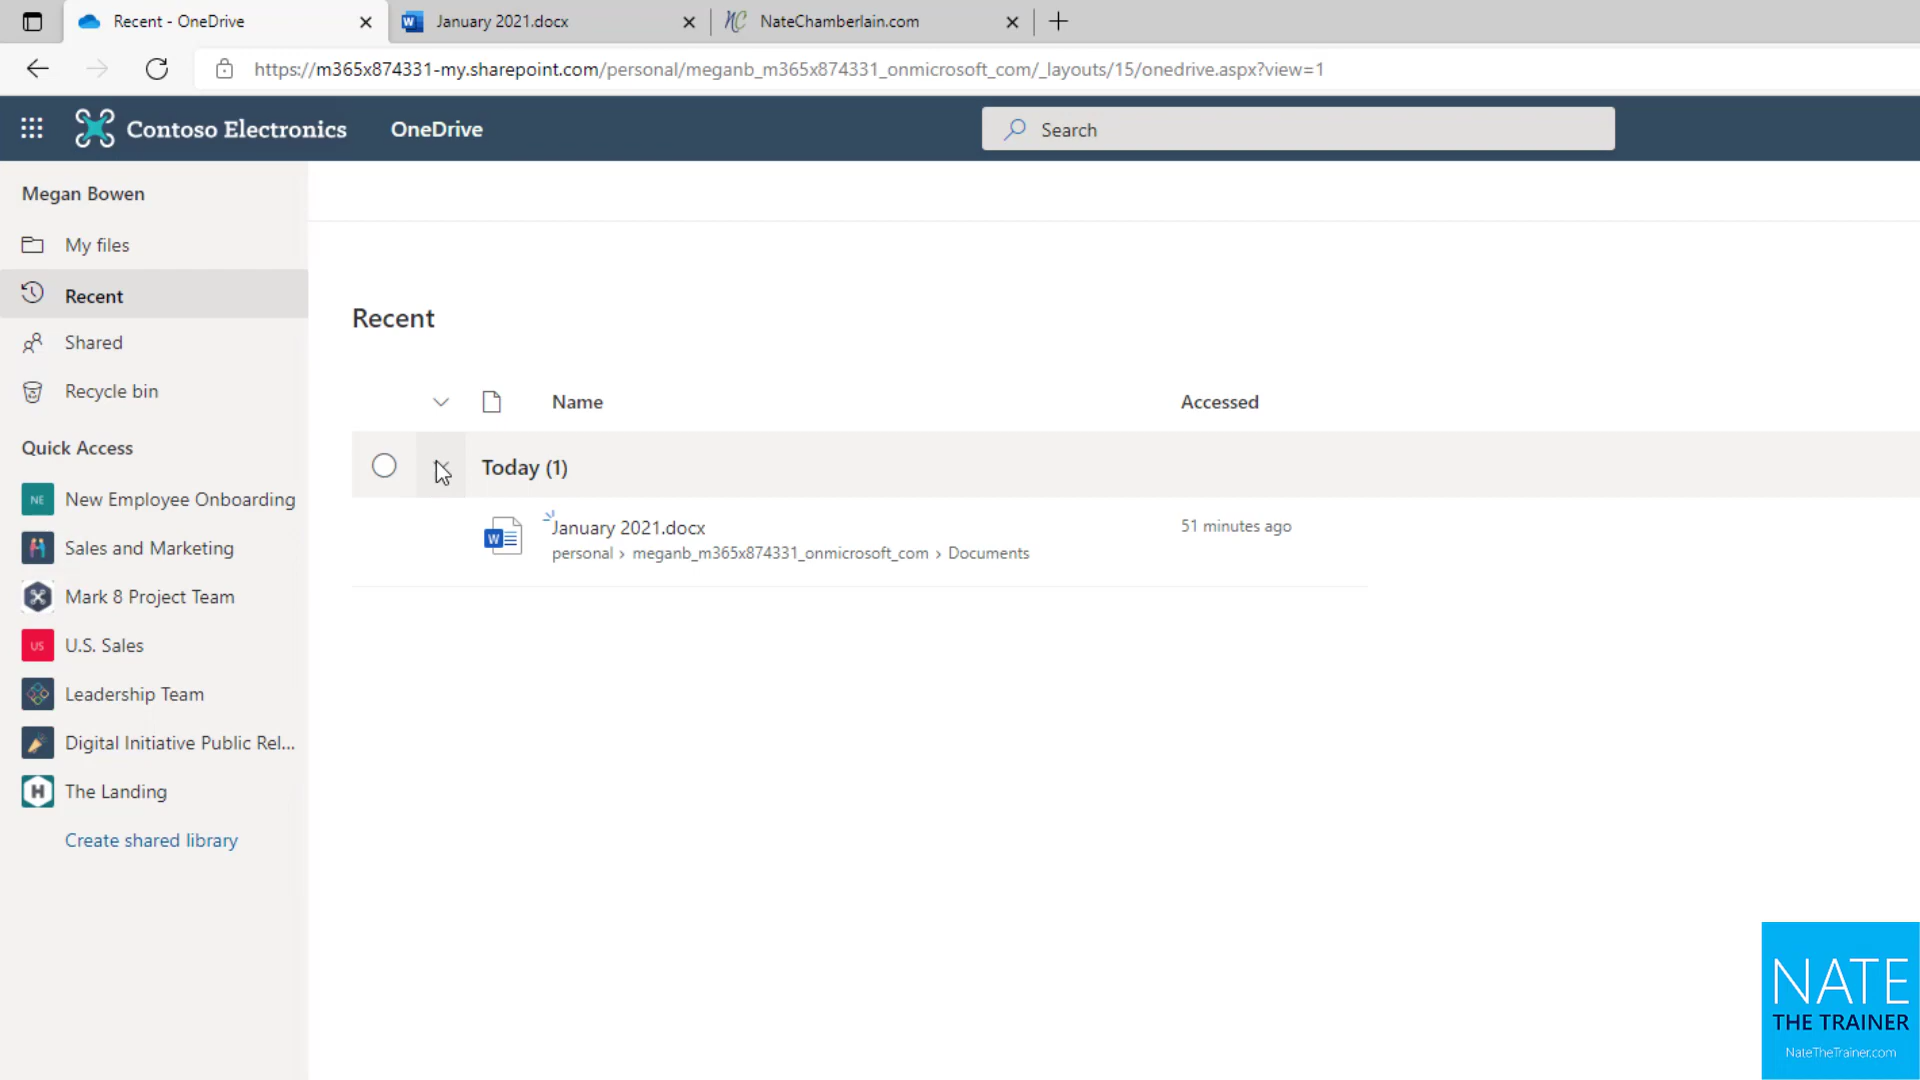 Recent - OneDrive
January 2021.docx
NateChamberlain.com
https://m365x874331-my.sharepoint.com/personal/meganb_m365x874331_onmicrosoft_com/_layouts/15/onedrive.aspx?view=1
Contoso Electronics
OneDrive
Search
Megan Bowen
My files
Recent
Shared
Recycle bin
Quick Access
NE New Employee Onboarding
Sales and Marketing
Mark 8 Project Team
US U.S. Sales
Leadership Team
Digital Initiative Public Rel...
H The Landing
Create shared library
Recent
Name
Accessed
Today (1)
W January 2021.docx
51 minutes ago
personal › meganb_m365x874331_onmicrosoft_com › Documents
NATE
THE TRAINER
NateTheTrainer.com